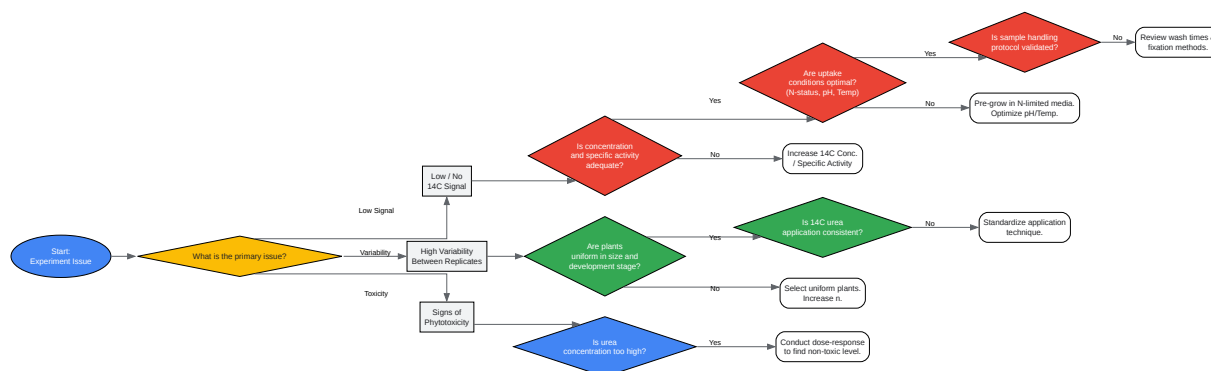 Is sample handling
protocol validated?
No
Review wash times
fixation methods.
Yes
Are uptake
conditions optimal?
(N-status, pH, Temp)
No
Pre-grow in N-limited media.
Optimize pH/Temp.
Yes
Is concentration
and specific activity
adequate?
No
Increase 14C Conc.
/ Specific Activity
Low / No
14C Signal
Low Signal
Start:
Experiment Issue
What is the primary issue?
Variability
High Variability
Between Replicates
Are plants
uniform in size and
development stage?
Yes
Is 14C urea
application consistent?
No
Standardize application
technique.
No
Select uniform plants.
Increase n.
Toxicity
Signs of
Phytotoxicity
Is urea
concentration too high?
Yes
Conduct dose-response
to find non-toxic level.